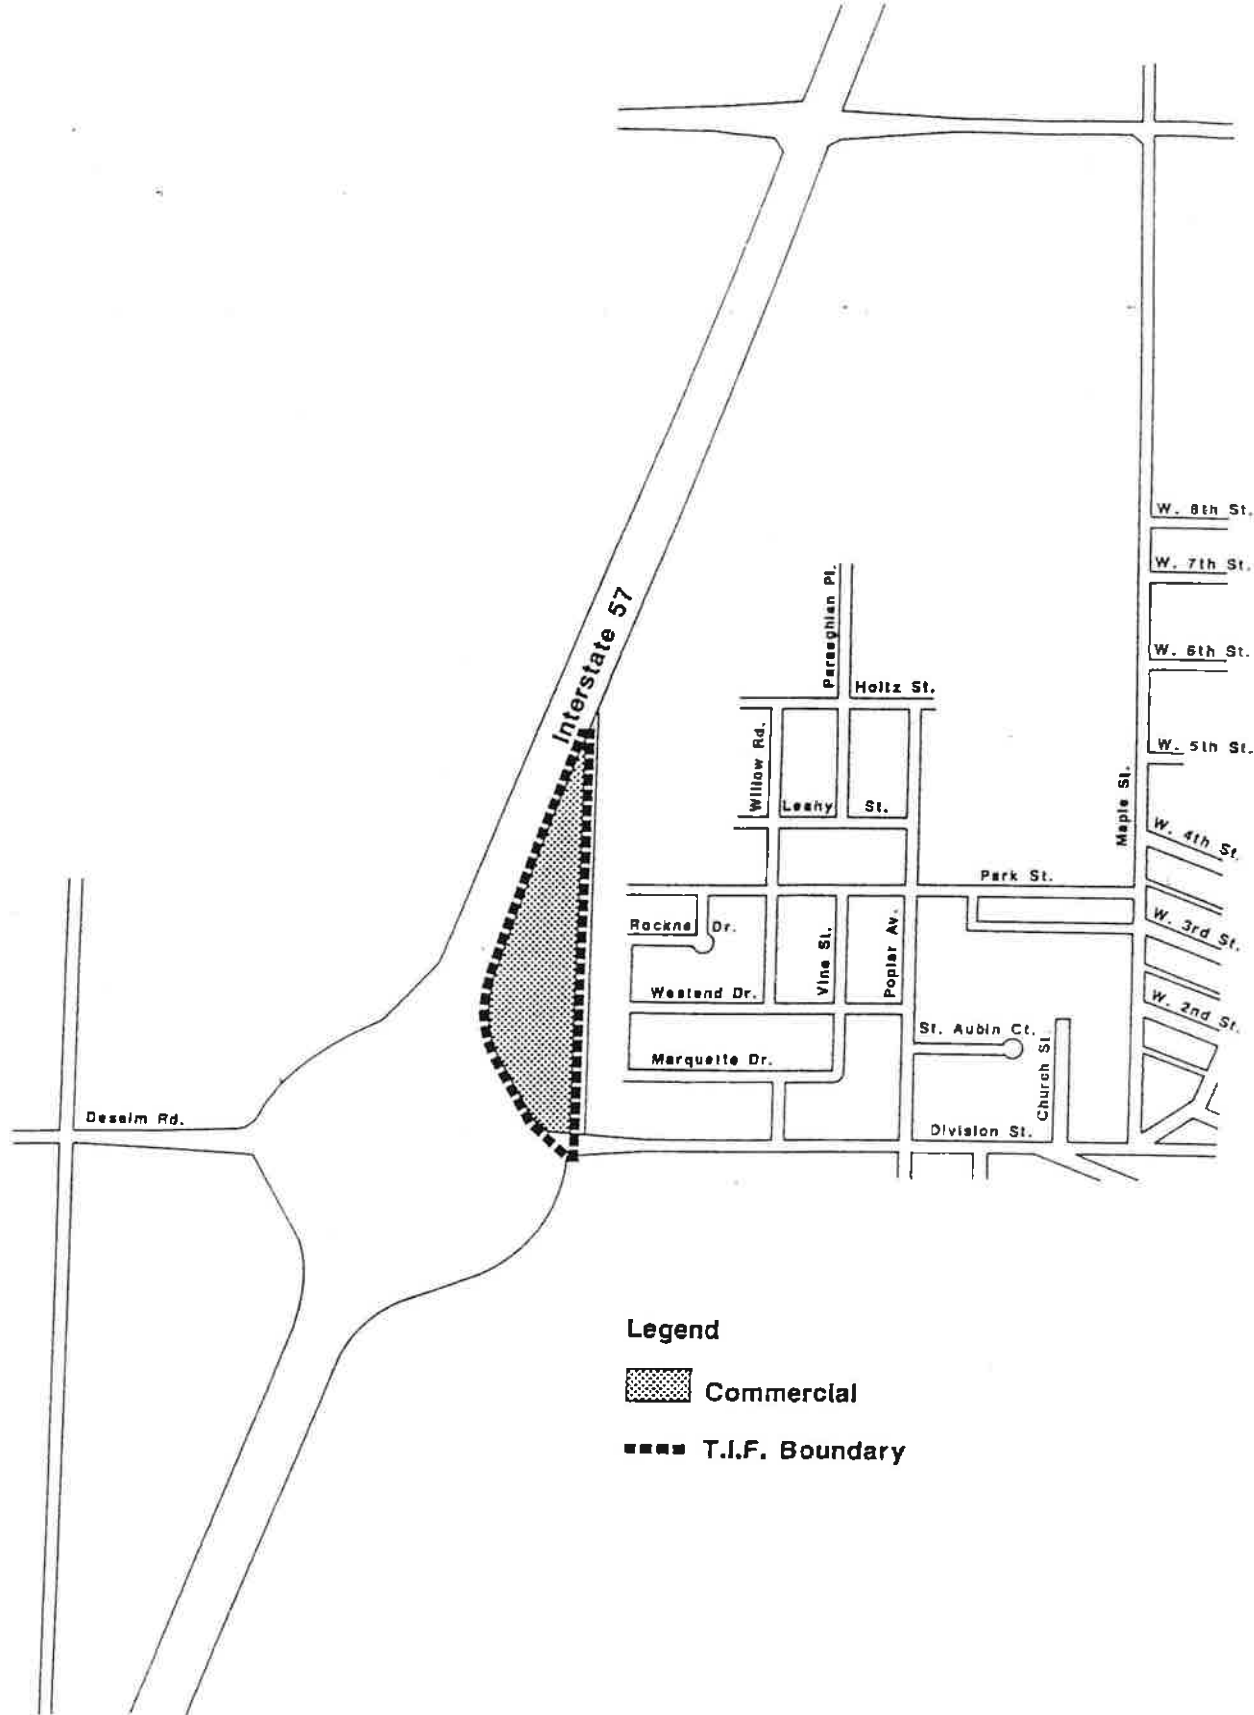 W. 8th St.
W. 7th St.
Interstate 57
Parseghian Pl.
W. 6th St.
Holtz St.
Willow Rd.
W. 5th St.
Maple St.
Leahy St.
W. 4th St.
Park St.
Rockne Dr.
Vine St.
Poplar Av.
W. 3rd St.
Westend Dr.
W. 2nd St.
St. Aubin Ct.
Marquette Dr.
Church St.
Deselm Rd.
Division St.
Legend
Commercial
T.I.F. Boundary